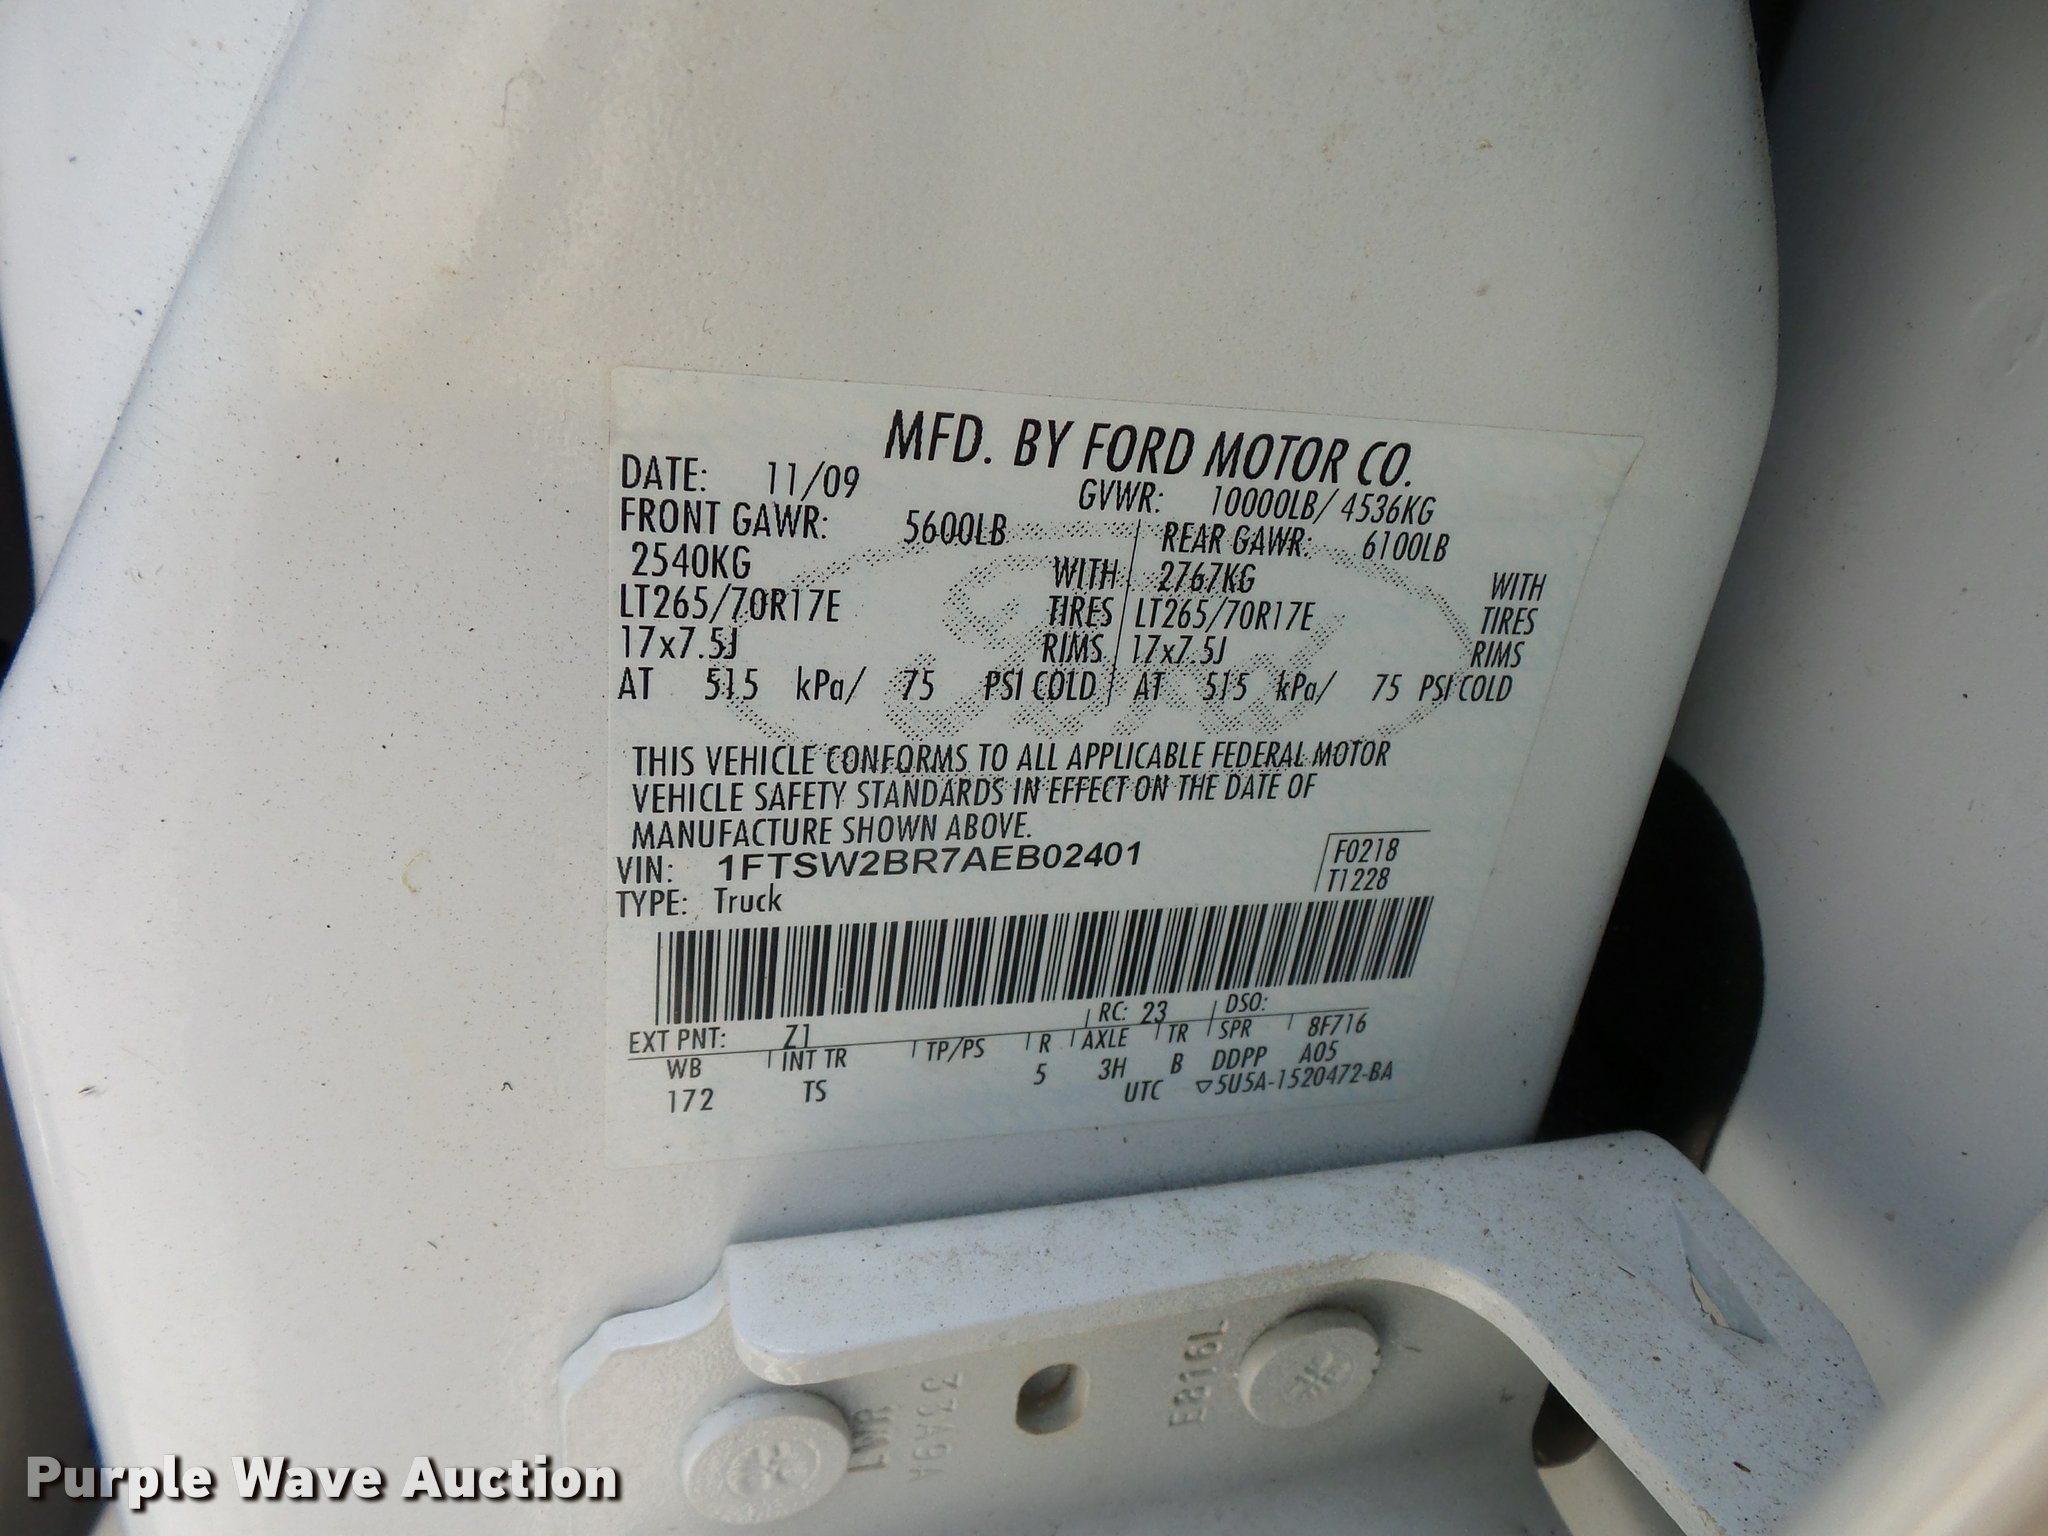 MFD. BY FORD MOTOR CO.
DATE: 11/09 GVWR: 10000LB/ 4536KG
FRONT GAWR: 5600LB REAR GAWR: 6100LB
2540KG WITH 2767KG WITH
LT265/70R17E TIRES LT265/70R17E TIRES
17x7.5J RIMS 17x7.5J RIMS
AT 515 kPa/ 75 PSI COLD AT 515 kPa/ 75 PSI COLD
THIS VEHICLE CONFORMS TO ALL APPLICABLE FEDERAL MOTOR
VEHICLE SAFETY STANDARDS IN EFFECT ON THE DATE OF
MANUFACTURE SHOWN ABOVE.
VIN: 1FTSW2BR7AEB02401 F0218
TYPE: Truck T1228
EXT PNT: Z1 RC: 23 DSO:
WB INT TR TP/PS R AXLE TR SPR 8F716
172 TS 5 3H B DDPP A05
UTC ▽5U5A-1520472-BA
Purple Wave Auction